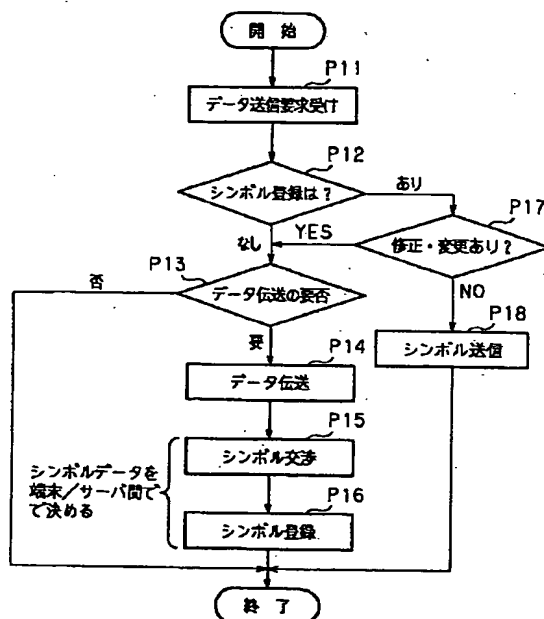 開始
P11
データ送信要求受け
P12
シンボル登録は?
あり
P17
なし
YES
修正・変更あり?
P13
否
データ伝送の要否
NO
P18
シンボル送信
要
P14
データ伝送
P15
シンボル交渉
シンボルデータを
端末/サーバ間で
で決める
P16
シンボル登録
終了